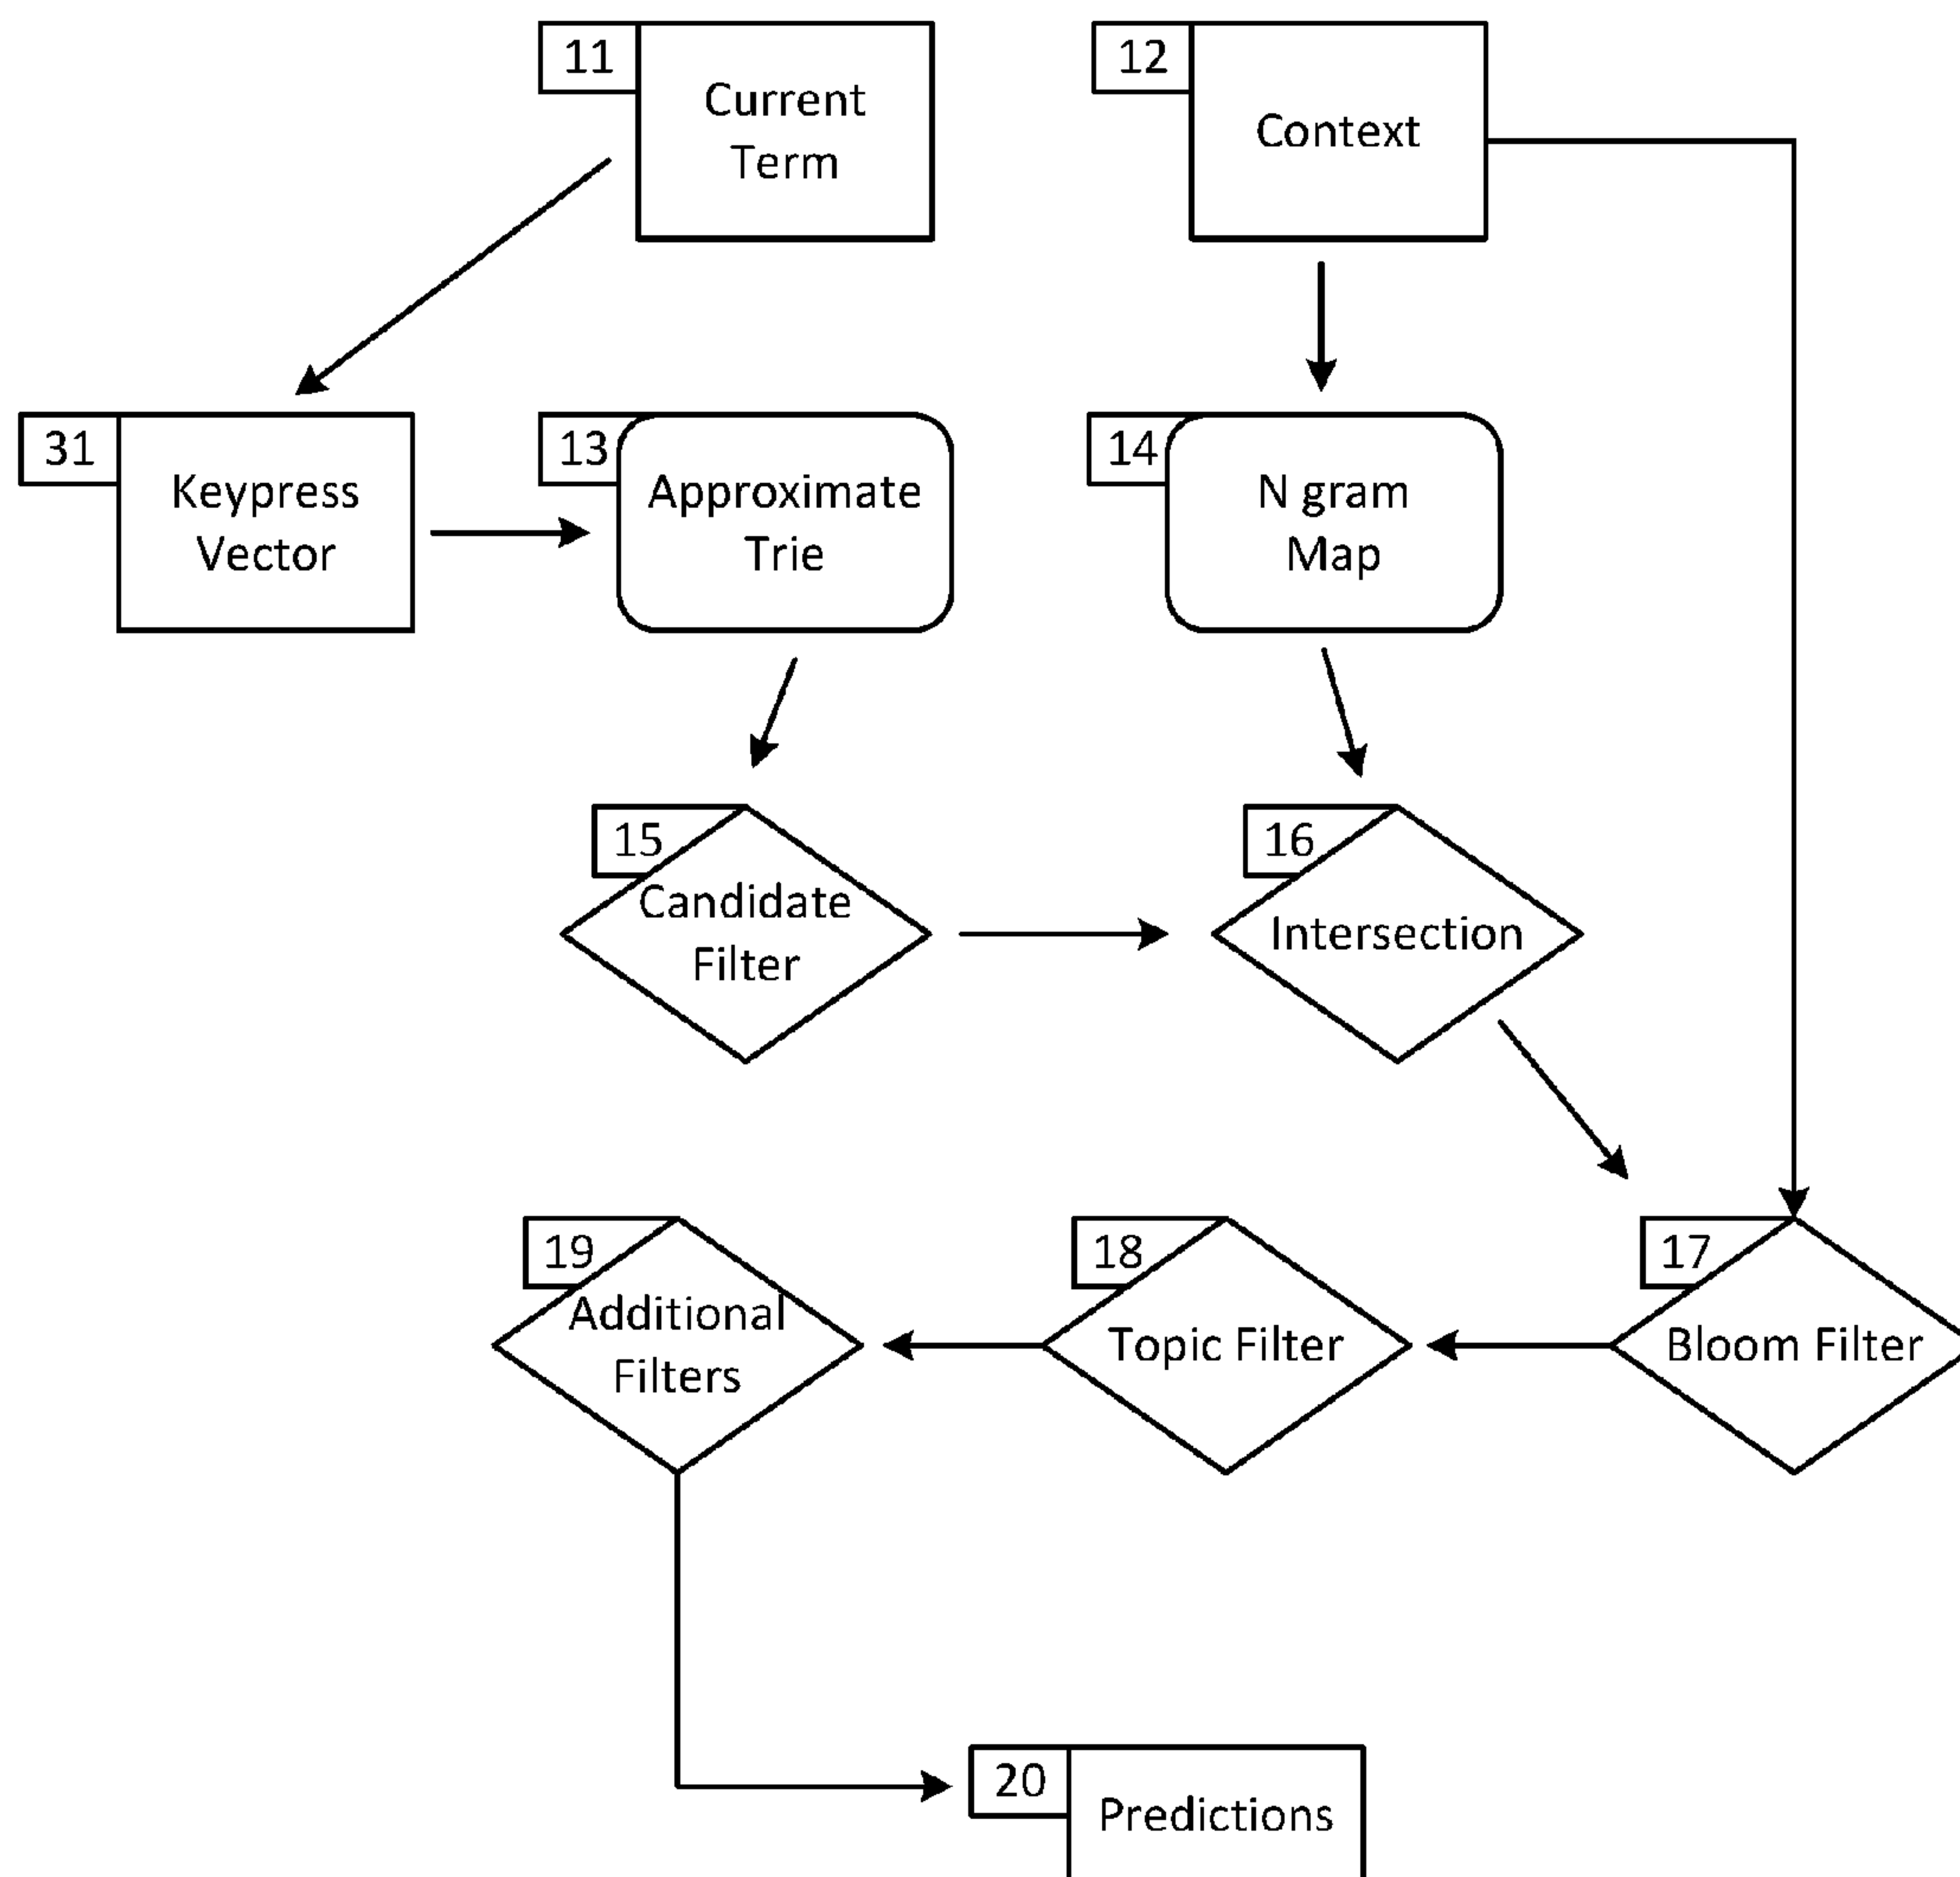 11
Current
Term
12
Context
31
Keypress
Vector
13
Approximate
Trie
14
N gram
Map
15
Candidate
Filter
16
Intersection
19
Additional
Filters
18
Topic Filter
17
Bloom Filter
20
Predictions